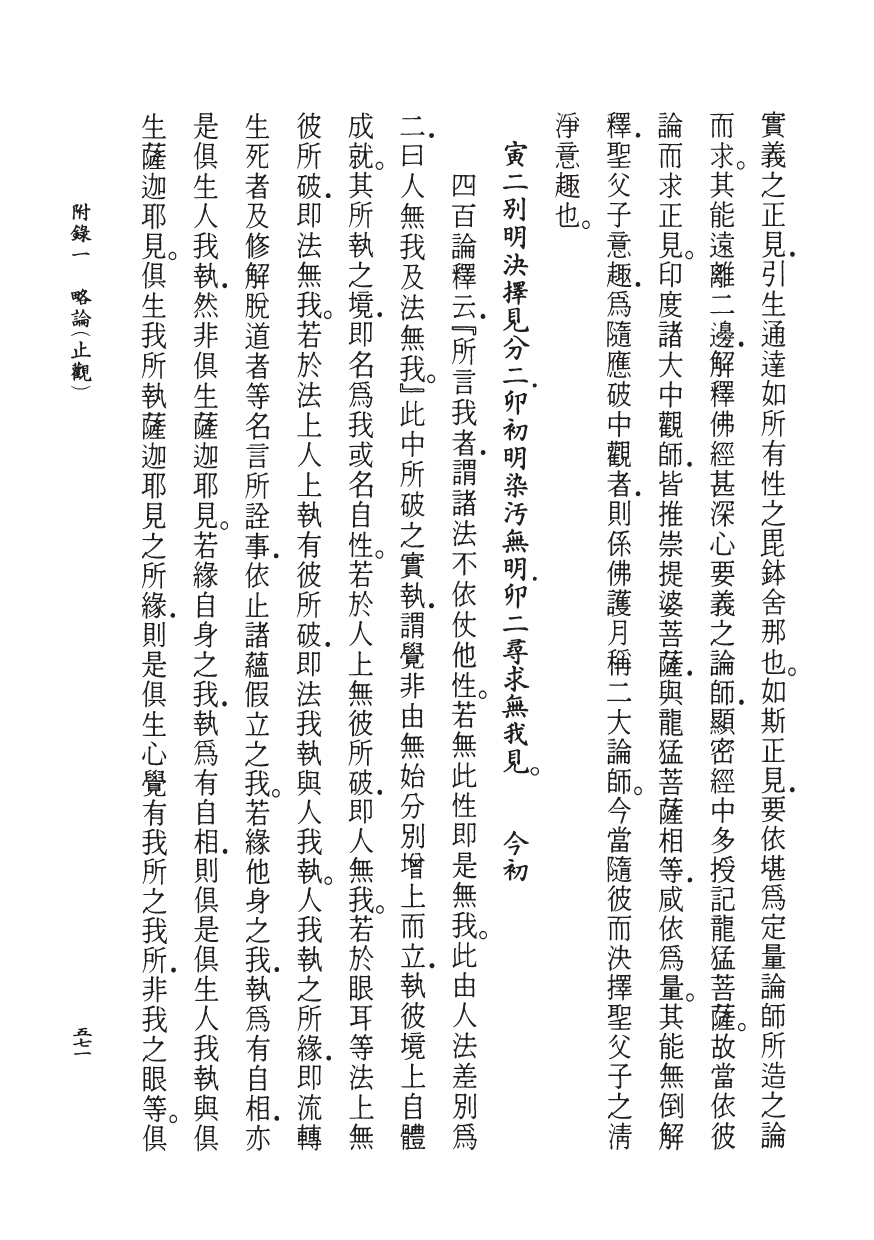 實義之正見．引生通達如所有性之毘鉢舍那也。如斯正見．要依堪爲定量論師所造之論
而求。其能遠離二邊．解釋佛經甚深心要義之論師．顯密經中多授記龍猛菩薩。故當依彼
論而求正見。印度諸大中觀師．皆推崇提婆菩薩．與龍猛菩薩相等．咸依爲量。其能無倒解
釋．聖父子意趣．爲隨應破中觀者．則係佛護月稱二大論師。今當隨彼而決擇聖父子之淸
淨意趣也。
寅二別明決擇見分二．卯初明染汚無明．卯二尋求無我見。　今初
四百論釋云．『所言我者．謂諸法不依仗他性。若無此性即是無我。此由人法差別爲
二．曰人無我及法無我。』此中所破之實執．謂覺非由無始分別增上而立．執彼境上自體
成就。其所執之境．即名爲我或名自性。若於人上無彼所破．即人無我。若於眼耳等法上無
彼所破．即法無我。若於法上人上執有彼所破．即法我執與人我執。人我執之所緣．即流轉
生死者及修解脫道者等名言所詮事．依止諸蘊假立之我。若緣他身之我．執爲有自相．亦
是俱生人我執．然非俱生薩迦耶見。若緣自身之我．執爲有自相．則俱是俱生人我執與俱
生薩迦耶見。俱生我所執薩迦耶見之所緣．則是俱生心覺有我所之我所．非我之眼等。俱
附錄一　略論（止觀）
五七一